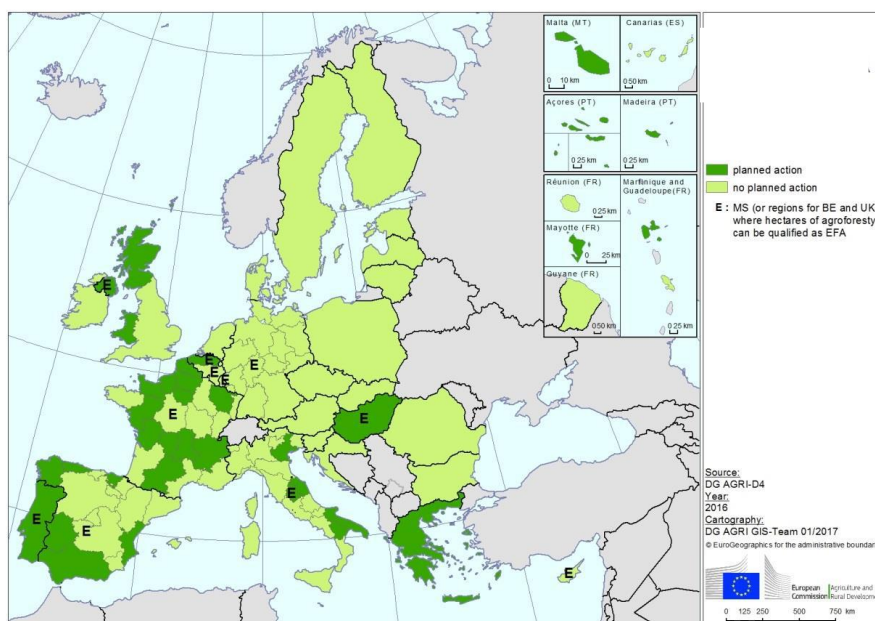 Malta (MT)
Canarias (ES)
0 10 km
0 50 km
Açores (PT)
Madeira (PT)
0 25 km
0 25 km
Réunion (FR)
Martinique and
Guadeloupe(FR)
0 25 km
Mayotte (FR)
0 25 km
Guyane (FR)
0 50 km
0 25 km
planned action
no planned action
E : MS (or regions for BE and UK
where hectares of agroforesty
can be qualified as EFA
E
E
E
E
E
E
E
E
E
E
E
Source:
DG AGRI-D4
Year:
2016
Cartography:
DG AGRI GIS-Team 01/2017
© EuroGeographics for the administrative boundar
European
Commission
Agriculture and
Rural Developme
0 125 250 500 750 km